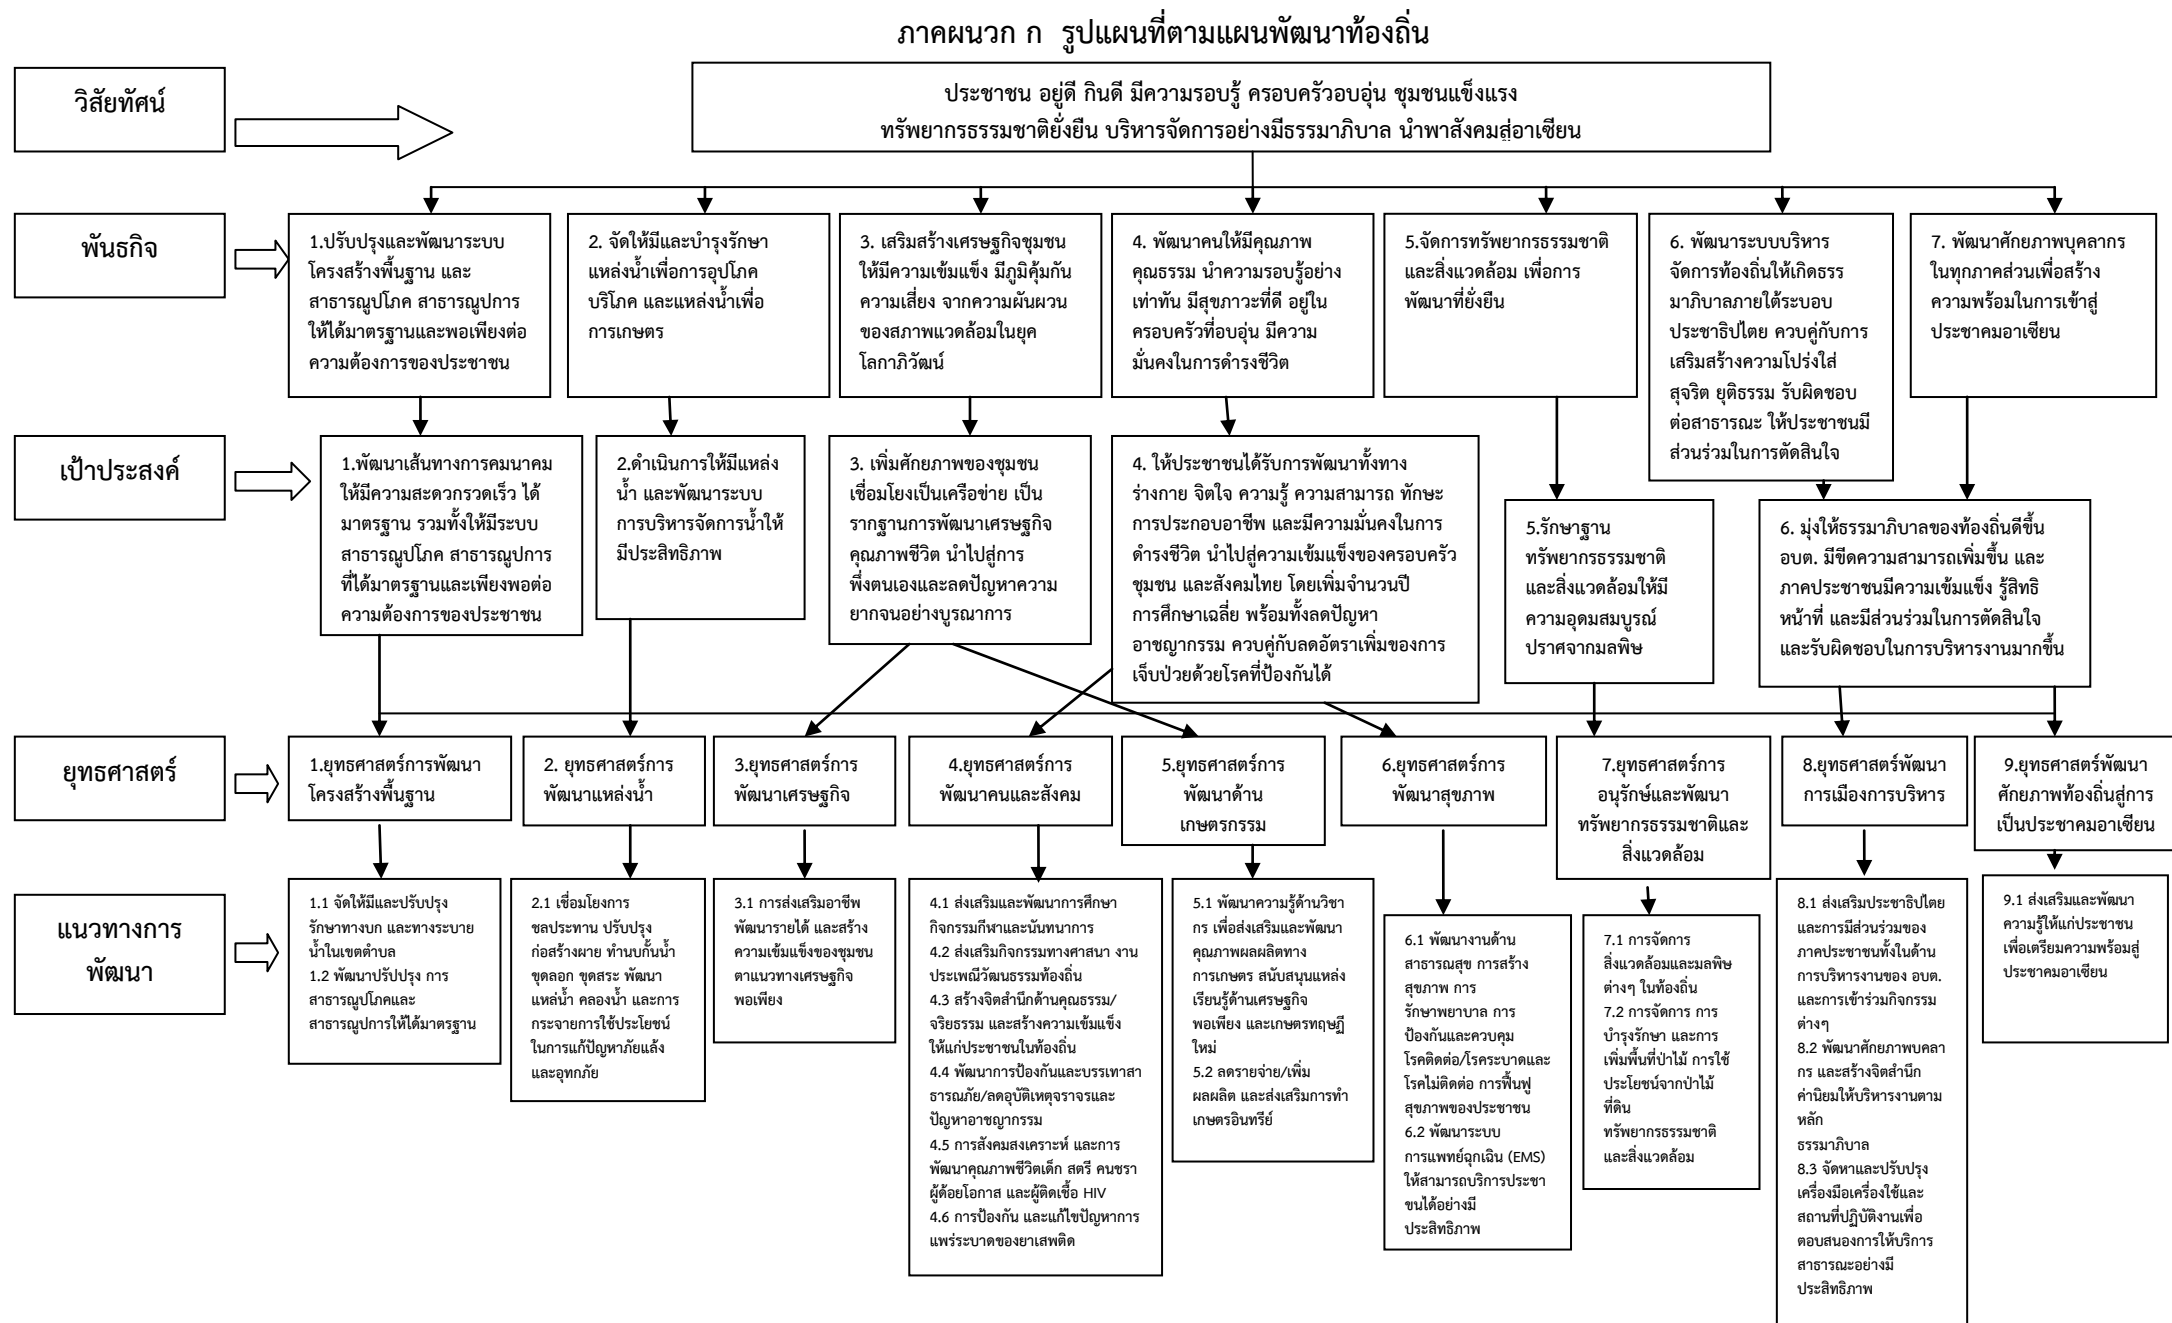 ภาคผนวก ก  รูปแผนที่ตามแผนพัฒนาท้องถิ่น
วิสัยทัศน์
ประชาชน อยู่ดี กินดี มีความรอบรู้ ครอบครัวอบอุ่น ชุมชนแข็งแรง
ทรัพยากรธรรมชาติยั่งยืน บริหารจัดการอย่างมีธรรมาภิบาล นำพาสังคมสู่อาเซียน
พันธกิจ
1.ปรับปรุงและพัฒนาระบบ
โครงสร้างพื้นฐาน และ
สาธารณูปโภค สาธารณูปการ
ให้ได้มาตรฐานและพอเพียงต่อ
ความต้องการของประชาชน
2. จัดให้มีและบำรุงรักษา
แหล่งน้ำเพื่อการอุปโภค
บริโภค และแหล่งน้ำเพื่อ
การเกษตร
3. เสริมสร้างเศรษฐกิจชุมชน
ให้มีความเข้มแข็ง มีภูมิคุ้มกัน
ความเสี่ยง จากความผันผวน
ของสภาพแวดล้อมในยุค
โลกาภิวัฒน์
4. พัฒนาคนให้มีคุณภาพ
คุณธรรม นำความรอบรู้อย่าง
เท่าทัน มีสุขภาวะที่ดี อยู่ใน
ครอบครัวที่อบอุ่น มีความ
มั่นคงในการดำรงชีวิต
5.จัดการทรัพยากรธรรมชาติ
และสิ่งแวดล้อม เพื่อการ
พัฒนาที่ยั่งยืน
6. พัฒนาระบบบริหาร
จัดการท้องถิ่นให้เกิดธรร
มาภิบาลภายใต้ระบอบ
ประชาธิปไตย ควบคู่กับการ
เสริมสร้างความโปร่งใส่
สุจริต ยุติธรรม รับผิดชอบ
ต่อสาธารณะ ให้ประชาชนมี
ส่วนร่วมในการตัดสินใจ
7. พัฒนาศักยภาพบุคลากร
ในทุกภาคส่วนเพื่อสร้าง
ความพร้อมในการเข้าสู่
ประชาคมอาเซียน
เป้าประสงค์
1.พัฒนาเส้นทางการคมนาคม
ให้มีความสะดวกรวดเร็ว ได้
มาตรฐาน รวมทั้งให้มีระบบ
สาธารณูปโภค สาธารณูปการ
ที่ได้มาตรฐานและเพียงพอต่อ
ความต้องการของประชาชน
2.ดำเนินการให้มีแหล่ง
น้ำ และพัฒนาระบบ
การบริหารจัดการน้ำให้
มีประสิทธิภาพ
3. เพิ่มศักยภาพของชุมชน
เชื่อมโยงเป็นเครือข่าย เป็น
รากฐานการพัฒนาเศรษฐกิจ
คุณภาพชีวิต นำไปสู่การ
พึ่งตนเองและลดปัญหาความ
ยากจนอย่างบูรณาการ
4. ให้ประชาชนได้รับการพัฒนาทั้งทาง
ร่างกาย จิตใจ ความรู้ ความสามารถ ทักษะ
การประกอบอาชีพ และมีความมั่นคงในการ
ดำรงชีวิต นำไปสู่ความเข้มแข็งของครอบครัว
ชุมชน และสังคมไทย โดยเพิ่มจำนวนปี
การศึกษาเฉลี่ย พร้อมทั้งลดปัญหา
อาชญากรรม ควบคู่กับลดอัตราเพิ่มของการ
เจ็บป่วยด้วยโรคที่ป้องกันได้
5.รักษาฐาน
ทรัพยากรธรรมชาติ
และสิ่งแวดล้อมให้มี
ความอุดมสมบูรณ์
ปราศจากมลพิษ
6. มุ่งให้ธรรมาภิบาลของท้องถิ่นดีขึ้น
อบต. มีขีดความสามารถเพิ่มขึ้น และ
ภาคประชาชนมีความเข้มแข็ง รู้สิทธิ
หน้าที่ และมีส่วนร่วมในการตัดสินใจ
และรับผิดชอบในการบริหารงานมากขึ้น
ยุทธศาสตร์
1.ยุทธศาสตร์การพัฒนา
โครงสร้างพื้นฐาน
2. ยุทธศาสตร์การ
พัฒนาแหล่งน้ำ
3.ยุทธศาสตร์การ
พัฒนาเศรษฐกิจ
4.ยุทธศาสตร์การ
พัฒนาคนและสังคม
5.ยุทธศาสตร์การ
พัฒนาด้าน
เกษตรกรรม
6.ยุทธศาสตร์การ
พัฒนาสุขภาพ
7.ยุทธศาสตร์การ
อนุรักษ์และพัฒนา
ทรัพยากรธรรมชาติและ
สิ่งแวดล้อม
8.ยุทธศาสตร์พัฒนา
การเมืองการบริหาร
9.ยุทธศาสตร์พัฒนา
ศักยภาพท้องถิ่นสู่การ
เป็นประชาคมอาเซียน
แนวทางการ
พัฒนา
1.1 จัดให้มีและปรับปรุง
รักษาทางบก และทางระบาย
น้ำในเขตตำบล
1.2 พัฒนาปรัปปรุง การ
สาธารณูปโภคและ
สาธารณูปการให้ได้มาตรฐาน
2.1 เชื่อมโยงการ
ชลประทาน ปรับปรุง
ก่อสร้างผาย ทำนบกั้นน้ำ
ขุดลอก ขุดสระ พัฒนา
แหล่น้ำ คลองน้ำ และการ
กระจายการใช้ประโยชน์
ในการแก้ปัญหาภัยแล้ง
และอุทกภัย
3.1 การส่งเสริมอาชีพ
พัฒนารายได้ และสร้าง
ความเข้มแข็งของชุมชน
ตาแนวทางเศรษฐกิจ
พอเพียง
4.1 ส่งเสริมและพัฒนาการศึกษา
กิจกรรมกีฬาและนันทนาการ
4.2 ส่งเสริมกิจกรรมทางศาสนา งาน
ประเพณีวัฒนธรรมท้องถิ่น
4.3 สร้างจิตสำนึกด้านคุณธรรม/
จริยธรรม และสร้างความเข้มแข็ง
ให้แก่ประชาชนในท้องถิ่น
4.4 พัฒนาการป้องกันและบรรเทาสา
ธารณภัย/ลดอุบัติเหตุจราจรและ
ปัญหาอาชญากรรม
4.5 การสังคมสงเคราะห์ และการ
พัฒนาคุณภาพชีวิตเด็ก สตรี คนชรา
ผู้ด้อยโอกาส และผู้ติดเชื้อ HIV
4.6 การป้องกัน และแก้ไขปัญหาการ
แพร่ระบาดของยาเสพติด
5.1 พัฒนาความรู้ด้านวิชา
กร เพื่อส่งเสริมและพัฒนา
คุณภาพผลผลิตทาง
การเกษตร สนับสนุนแหล่ง
เรียนรู้ด้านเศรษฐกิจ
พอเพียง และเกษตรทฤษฎี
ใหม่
5.2 ลดรายจ่าย/เพิ่ม
ผลผลิต และส่งเสริมการทำ
เกษตรอินทรีย์
6.1 พัฒนางานด้าน
สาธารณสุข การสร้าง
สุขภาพ การ
รักษาพยาบาล การ
ป้องกันและควบคุม
โรคติดต่อ/โรคระบาดและ
โรคไม่ติดต่อ การฟื้นฟู
สุขภาพของประชาชน
6.2 พัฒนาระบบ
การแพทย์ฉุกเฉิน (EMS)
ให้สามารถบริการประชา
ขนได้อย่างมี
ประสิทธิภาพ
7.1 การจัดการ
สิ่งแวดล้อมและมลพิษ
ต่างๆ ในท้องถิ่น
7.2 การจัดการ การ
บำรุงรักษา และการ
เพิ่มพื้นที่ป่าไม้ การใช้
ประโยชน์จากป่าไม้
ที่ดิน
ทรัพยากรธรรมชาติ
และสิ่งแวดล้อม
8.1 ส่งเสริมประชาธิปไตย
และการมีส่วนร่วมของ
ภาคประชาชนทั้งในด้าน
การบริหารงานของ อบต.
และการเข้าร่วมกิจกรรม
ต่างๆ
8.2 พัฒนาศักยภาพบคลา
กร และสร้างจิตสำนึก
ค่านิยมให้บริหารงานตาม
หลัก
ธรรมาภิบาล
8.3 จัดหาและปรับปรุง
เครื่องมือเครื่องใช้และ
สถานที่ปฏิบัติงานเพื่อ
ตอบสนองการให้บริการ
สาธารณะอย่างมี
ประสิทธิภาพ
9.1 ส่งเสริมและพัฒนา
ความรู้ให้แก่ประชาชน
เพื่อเตรียมความพร้อมสู่
ประชาคมอาเซียน